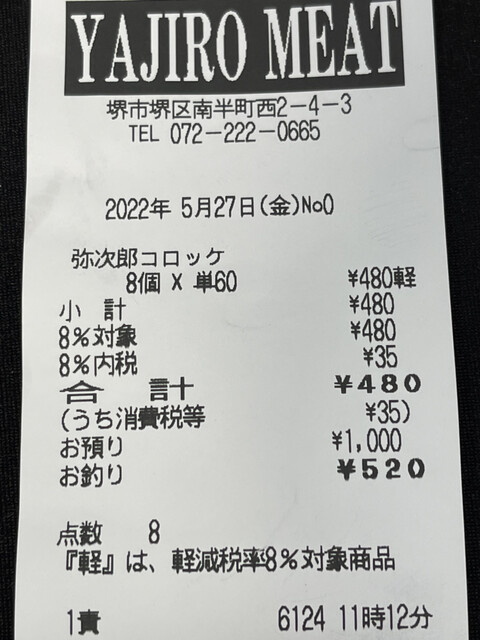 YAJIRO MEAT
堺市堺区南半町西2-4-3
TEL 072-222-0665
2022年 5月27日(金)No0
弥次郎コロッケ
8個 X 単60 ¥480軽
小 計 ¥480
8%対象 ¥480
8%内税 ¥35
合 計 ¥480
(うち消費税等 ¥35)
お預り ¥1,000
お釣り ¥520
点数 8
『軽』は、軽減税率8%対象商品
1責 6124 11時12分